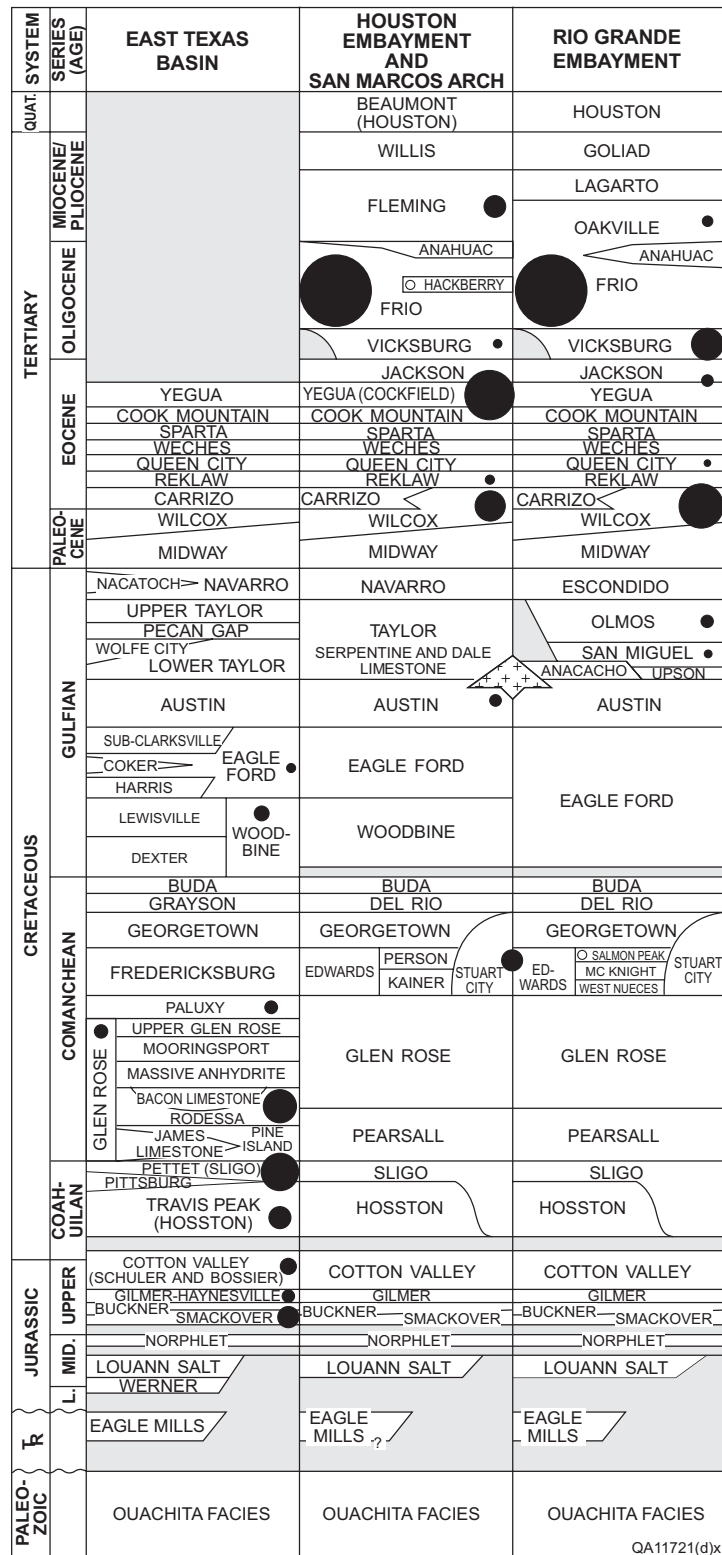 SYSTEM
SERIES
(AGE)
EAST TEXAS
BASIN
HOUSTON
EMBAYMENT
AND
SAN MARCOS ARCH
RIO GRANDE
EMBAYMENT
QUAT.
TERTIARY
CRETACEOUS
JURASSIC
TR
PALEO-
ZOIC
MIOCENE/
PLIOCENE
OLIGOCENE
EOCENE
PALEO-
CENE
GULFIAN
COMANCHEAN
COAH-
UILAN
UPPER
MID.
L.
YEGUA
COOK MOUNTAIN
SPARTA
WECHES
QUEEN CITY
REKLAW
CARRIZO
WILCOX
MIDWAY
NACATOCH
NAVARRO
UPPER TAYLOR
PECAN GAP
WOLFE CITY
LOWER TAYLOR
AUSTIN
SUB-CLARKSVILLE
COKER
EAGLE
FORD
HARRIS
LEWISVILLE
WOOD-
BINE
DEXTER
BUDA
GRAYSON
GEORGETOWN
FREDERICKSBURG
PALUXY
GLEN ROSE
UPPER GLEN ROSE
MOORINGSPORT
MASSIVE ANHYDRITE
BACON LIMESTONE
RODESSA
JAMES
LIMESTONE
PINE
ISLAND
PETTET (SLIGO)
PITTSBURG
TRAVIS PEAK
(HOSSTON)
COTTON VALLEY
(SCHULER AND BOSSIER)
GILMER-HAYNESVILLE
BUCKNER
SMACKOVER
NORPHLET
LOUANN SALT
WERNER
EAGLE MILLS
OUACHITA FACIES
BEAUMONT
(HOUSTON)
WILLIS
FLEMING
ANAHUAC
HACKBERRY
FRIO
VICKSBURG
JACKSON
YEGUA (COCKFIELD)
COOK MOUNTAIN
SPARTA
WECHES
QUEEN CITY
REKLAW
CARRIZO
WILCOX
MIDWAY
NAVARRO
TAYLOR
SERPENTINE AND DALE
LIMESTONE
AUSTIN
EAGLE FORD
WOODBINE
BUDA
DEL RIO
GEORGETOWN
EDWARDS
PERSON
KAINER
STUART
CITY
GLEN ROSE
PEARSALL
SLIGO
HOSSTON
COTTON VALLEY
GILMER
BUCKNER
SMACKOVER
NORPHLET
LOUANN SALT
EAGLE
MILLS
?
OUACHITA FACIES
HOUSTON
GOLIAD
LAGARTO
OAKVILLE
ANAHUAC
FRIO
VICKSBURG
JACKSON
YEGUA
COOK MOUNTAIN
SPARTA
WECHES
QUEEN CITY
REKLAW
CARRIZO
WILCOX
MIDWAY
ESCONDIDO
OLMOS
SAN MIGUEL
ANACACHO
UPSON
AUSTIN
EAGLE FORD
BUDA
DEL RIO
GEORGETOWN
ED-
WARDS
SALMON PEAK
MC KNIGHT
WEST NUECES
STUART
CITY
GLEN ROSE
PEARSALL
SLIGO
HOSSTON
COTTON VALLEY
GILMER
BUCKNER
SMACKOVER
NORPHLET
LOUANN SALT
EAGLE
MILLS
OUACHITA FACIES
QA11721(d)x